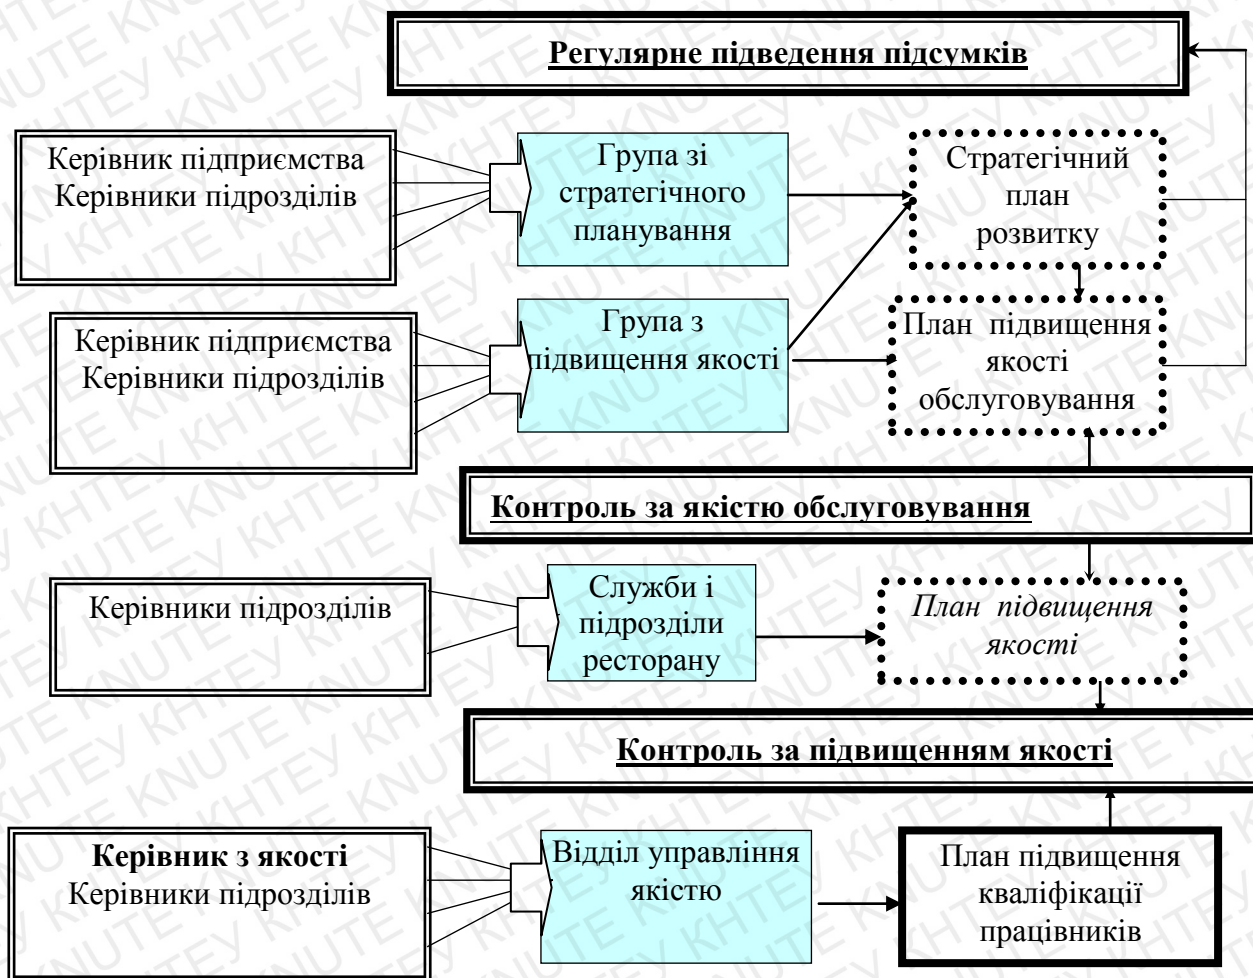 Регулярне підведення підсумків
Керівник підприємства
Керівники підрозділів
Група зі
стратегічного
планування
Стратегічний
план
розвитку
Керівник підприємства
Керівники підрозділів
Група з
підвищення якості
План підвищення
якості
обслуговування
Контроль за якістю обслуговування
Керівники підрозділів
Служби і
підрозділи
ресторану
План підвищення
якості
Контроль за підвищенням якості
Керівник з якості
Керівники підрозділів
Відділ управління
якістю
План підвищення
кваліфікації
працівників